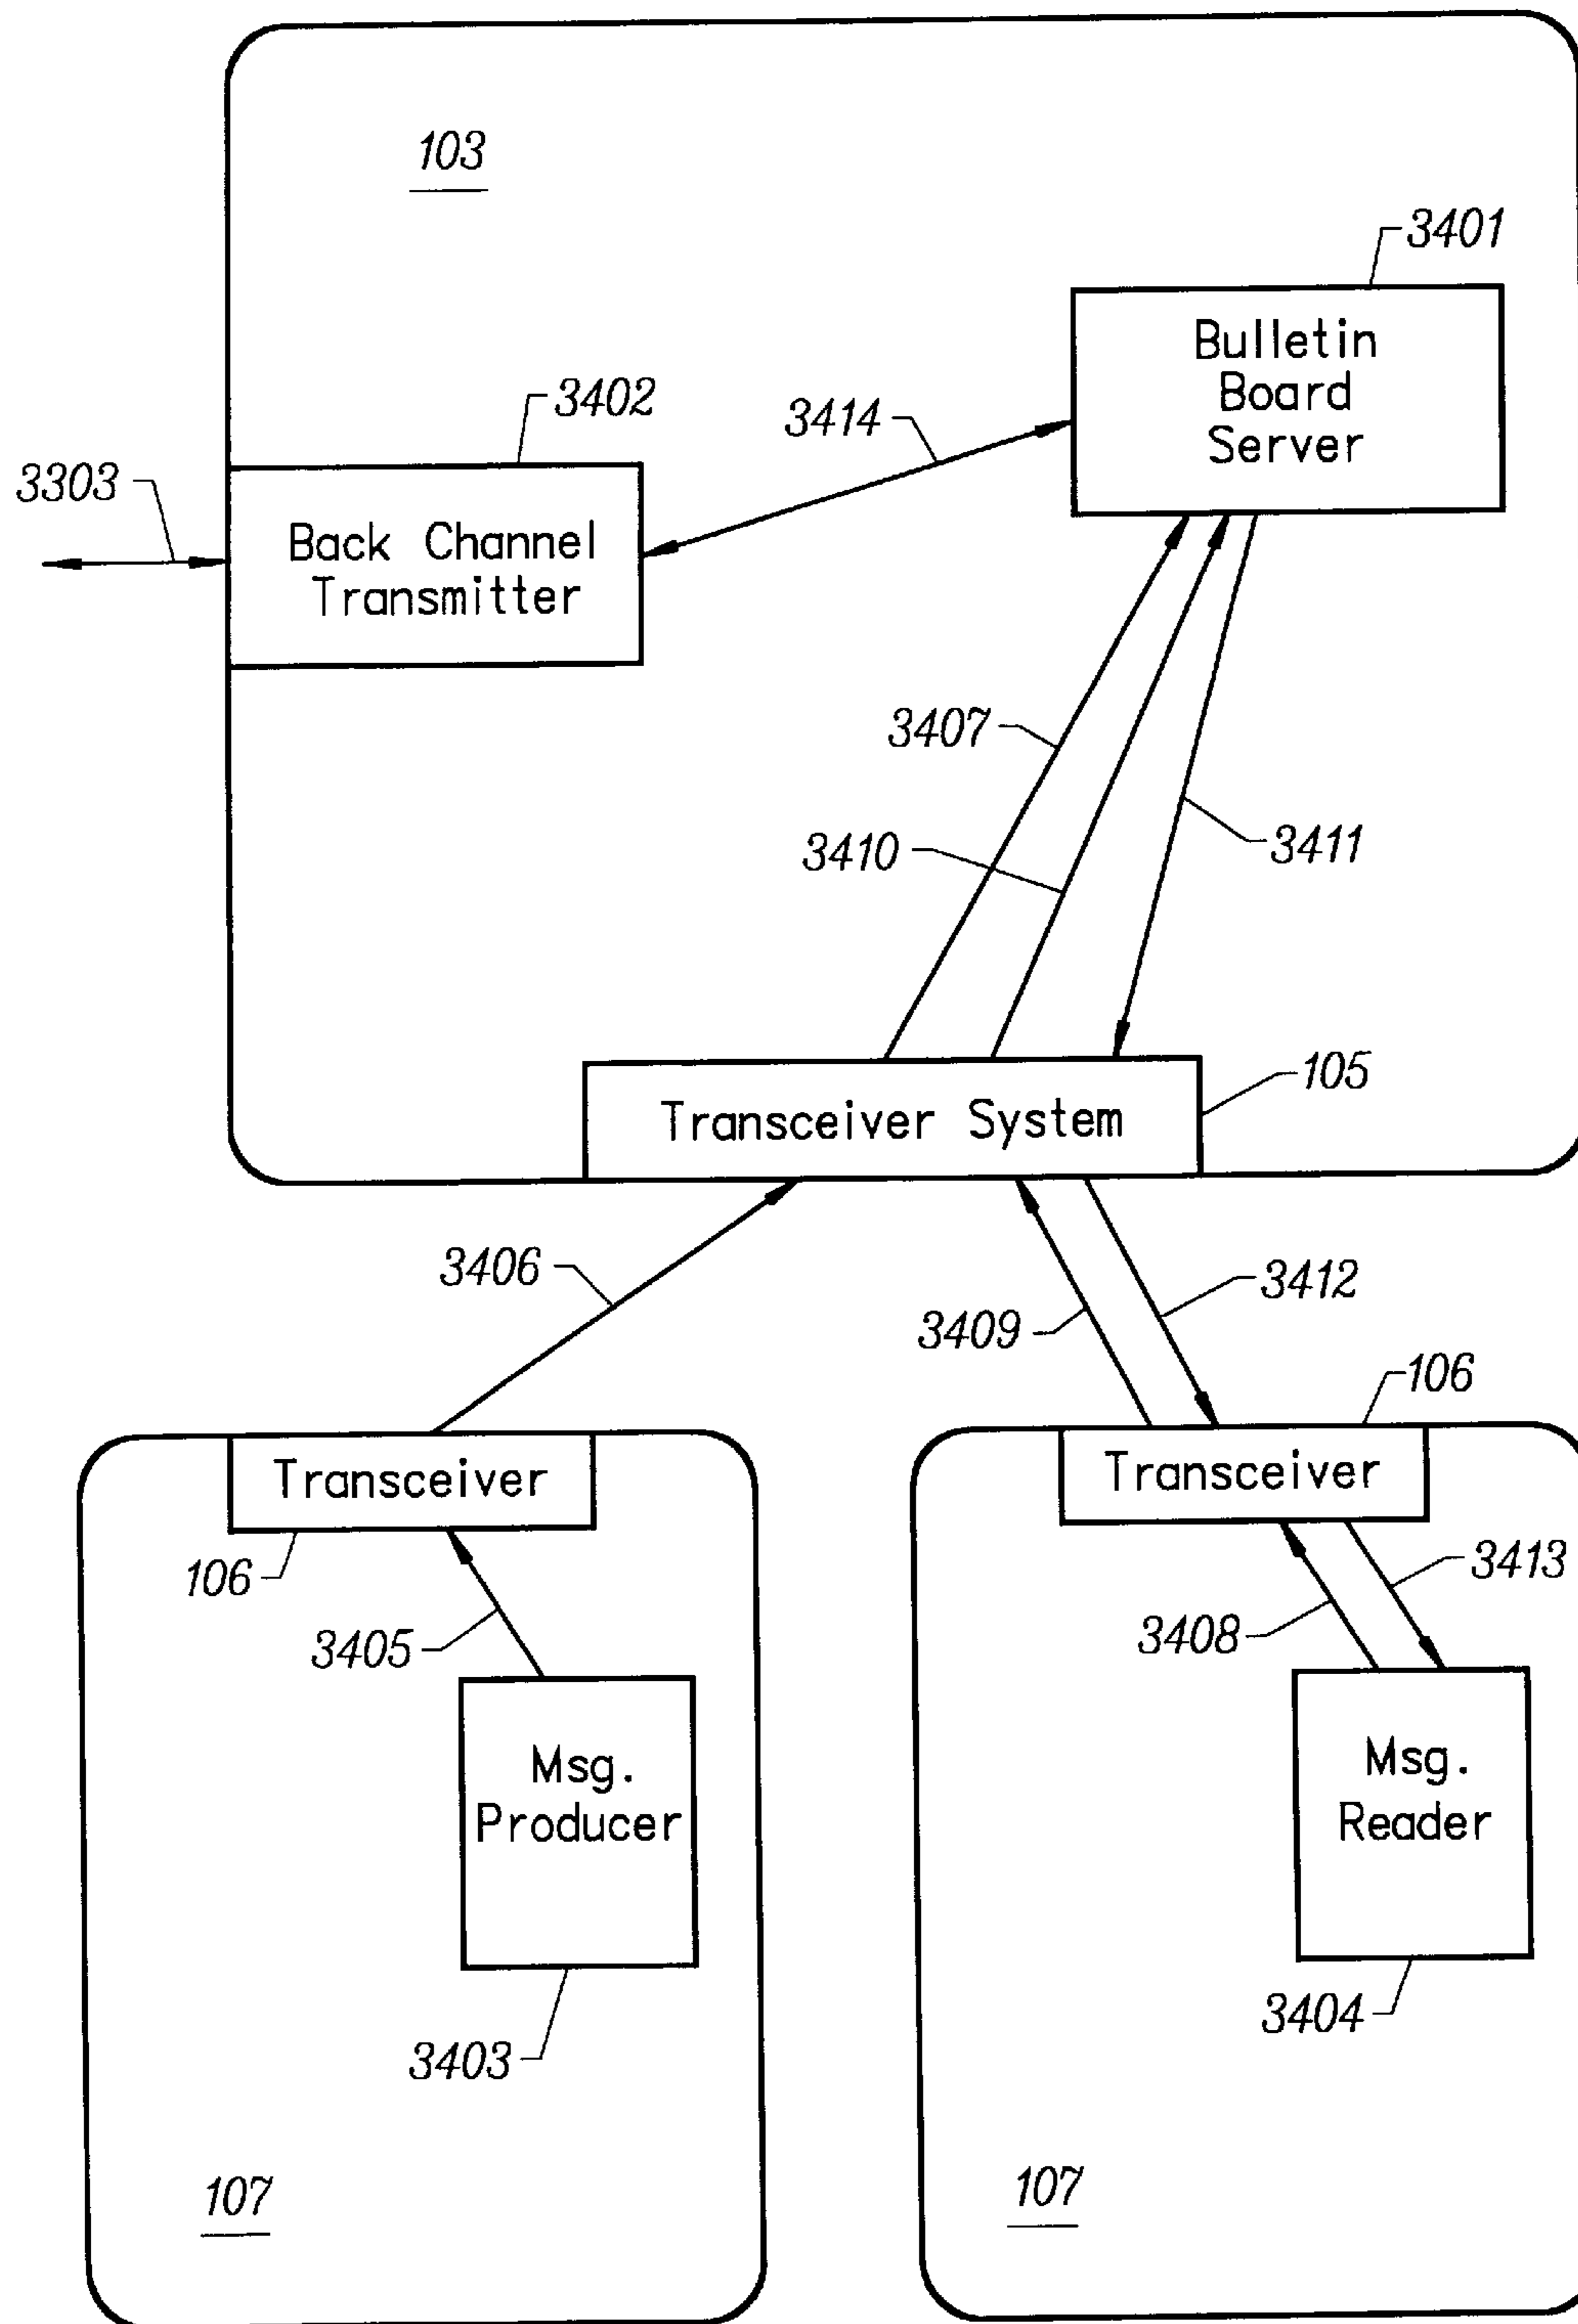 103
3401
Bulletin
Board
Server
3402
3414
3303
Back Channel
Transmitter
3407
3410
3411
105
Transceiver System
3406
3412
3409
106
Transceiver
Transceiver
106
3413
3405
3408
Msg.
Producer
Msg.
Reader
3403
3404
107
107